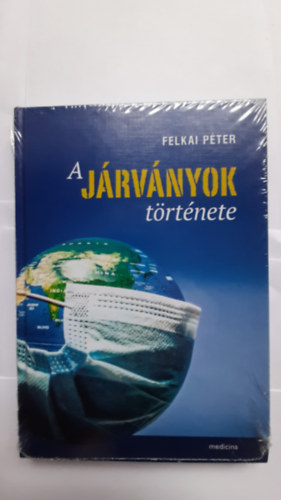 FELKAI PÉTER
A JÁRVÁNYOK
története
medicina